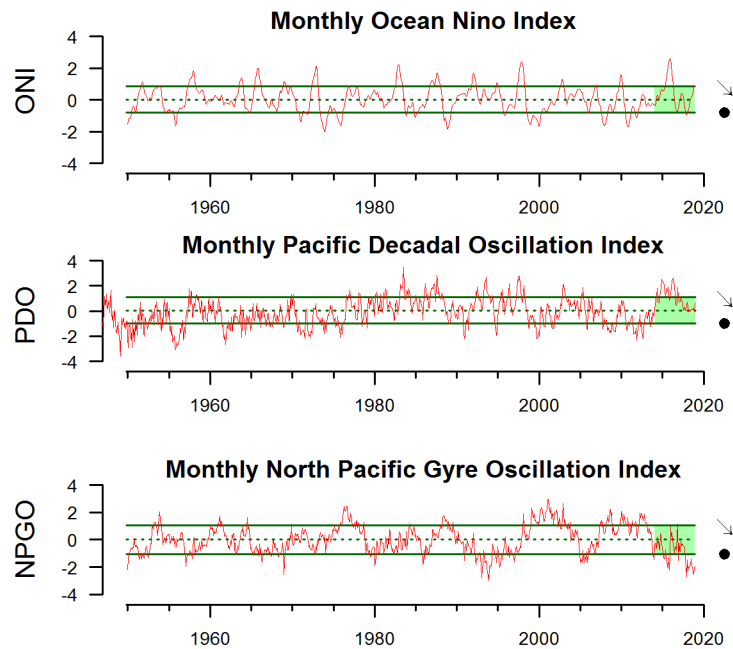 Monthly Ocean Nino Index
ONI
4
2
0
-2
-4
1960 1980 2000 2020
Monthly Pacific Decadal Oscillation Index
PDO
4
2
0
-2
-4
1960 1980 2000 2020
Monthly North Pacific Gyre Oscillation Index
NPGO
4
2
0
-2
-4
1960 1980 2000 2020